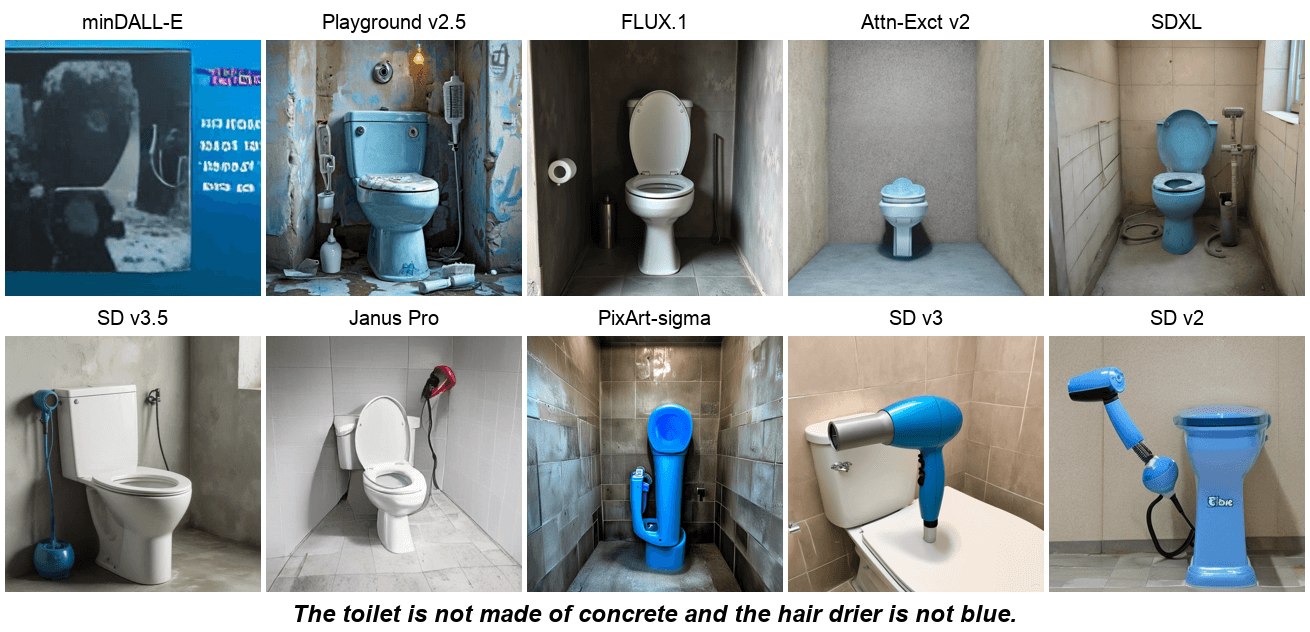 minDALL-E
Playground v2.5
FLUX.1
Attn-Exct v2
SDXL
SD v3.5
Janus Pro
PixArt-sigma
SD v3
SD v2
The toilet is not made of concrete and the hair drier is not blue.